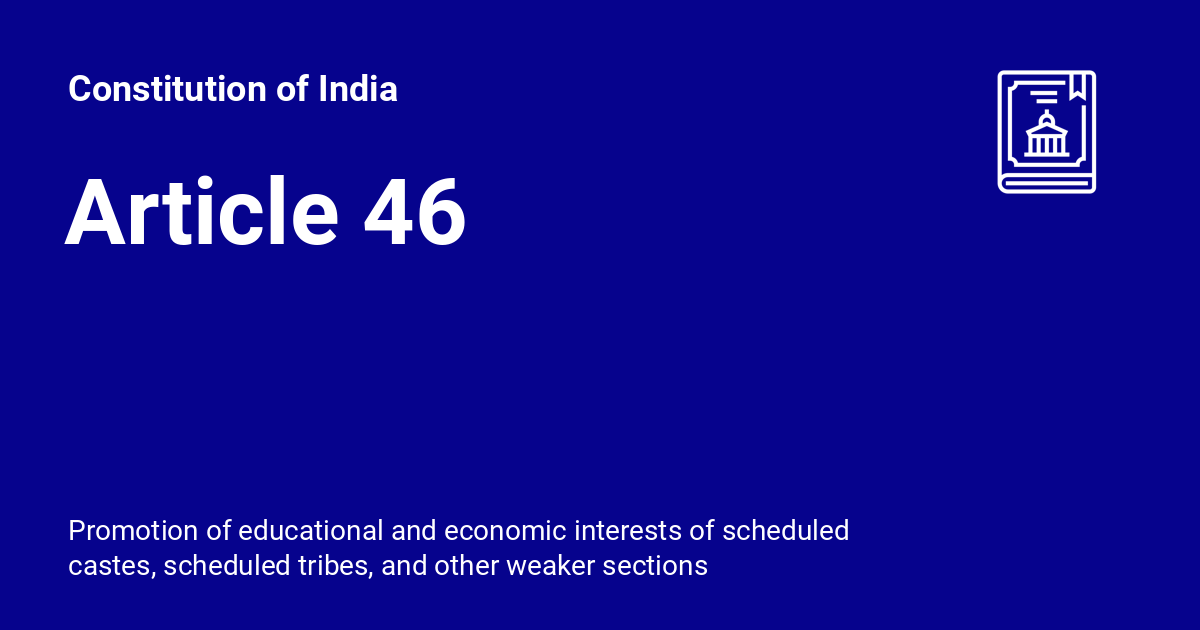 Constitution of India
Article 46
Promotion of educational and economic interests of scheduled
castes, scheduled tribes, and other weaker sections